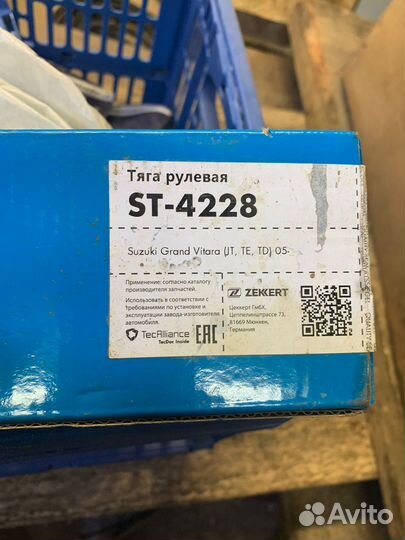 Тяга рулевая
ST-4228
Suzuki Grand Vitara (JT, TE, TD) 05-
Применение: согласно каталогу
производителя запчастей.
Использовать в соответствии с
требованиями по установке и
эксплуатации завода-изготовителя
автомобиля.
TecAlliance
TecDoc Inside
EAC
ZEKKERT
Цеккерт ГмбХ,
Цеппелинштрассе 73,
81669 Мюнхен,
Германия
Avito